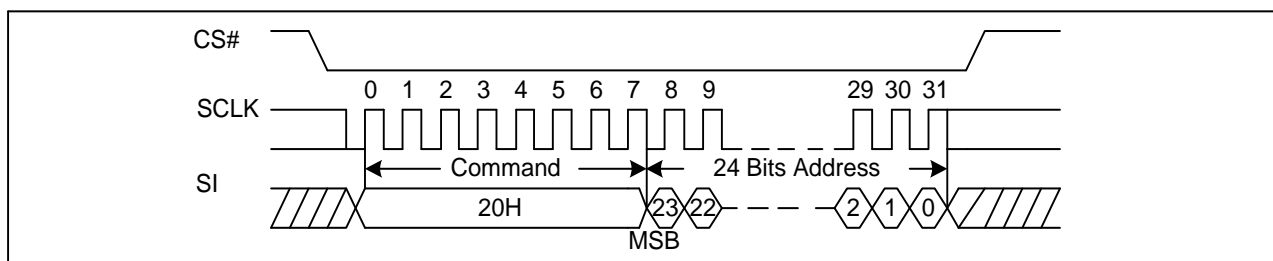 CS#
0 1 2 3 4 5 6 7 8 9 29 30 31
SCLK
Command 24 Bits Address
SI
20H 23 22 2 1 0
MSB